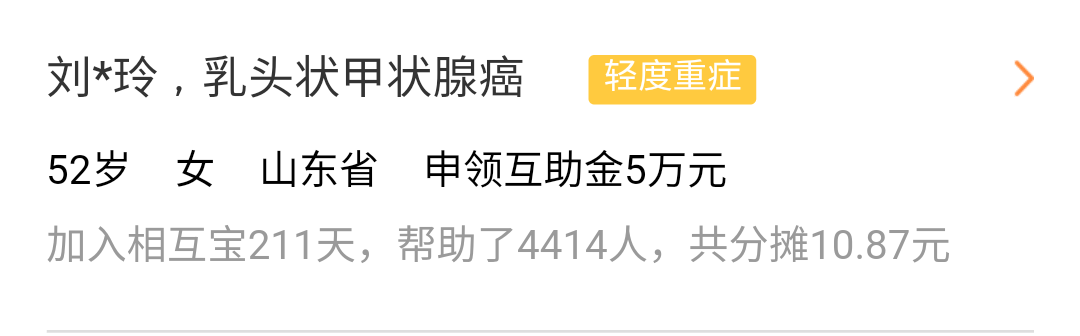 刘*玲，乳头状甲状腺癌 轻度重症
52岁 女 山东省 申领互助金5万元
加入相互宝211天，帮助了4414人，共分摊10.87元